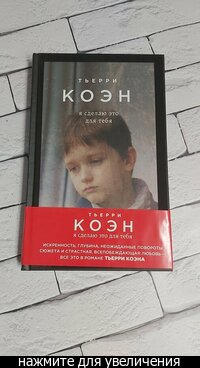 ТЬЕРРИ
КОЭН
я сделаю это
для тебя
ТЬЕРРИ
КОЭН
я сделаю это для тебя
ИСКРЕННОСТЬ, ГЛУБИНА, НЕОЖИДАННЫЕ ПОВОРОТЫ
СЮЖЕТА И СТРАСТНАЯ, ВСЕПОБЕЖДАЮЩАЯ ЛЮБОВЬ –
ВСЕ ЭТО В РОМАНЕ ТЬЕРРИ КОЭНА
нажмите для увеличения